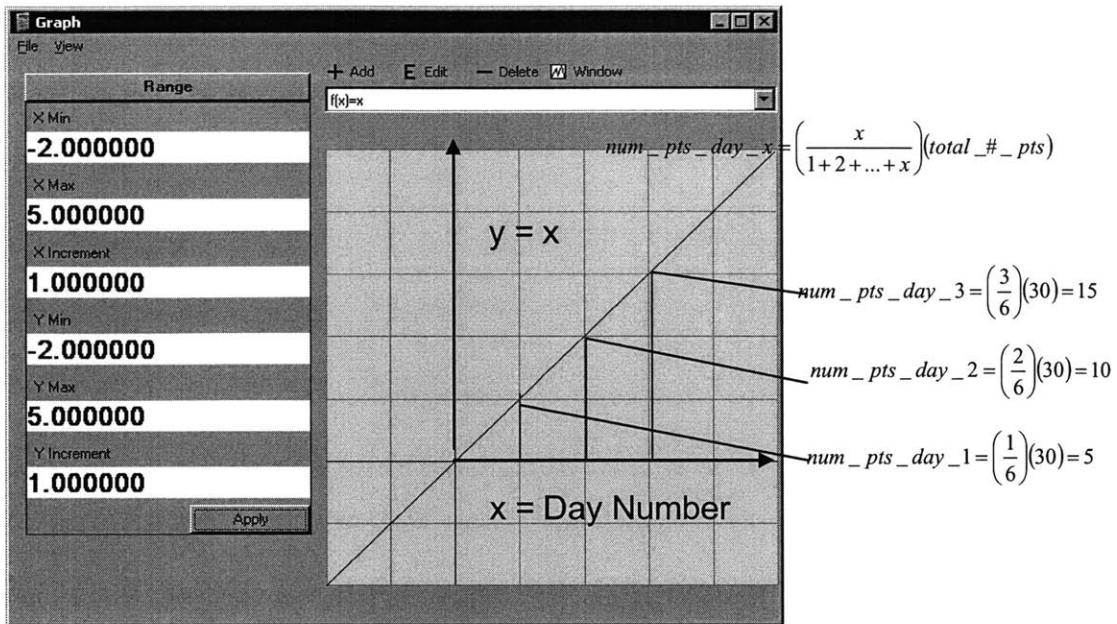 Graph
File View
Range
X Min
-2.000000
X Max
5.000000
X Increment
1.000000
Y Min
-2.000000
Y Max
5.000000
Y Increment
1.000000
Apply
+ Add E Edit — Delete Window
f(x)=x
num_pts_day_x = (x / (1+2+...+x))(total_#_pts)
y = x
num_pts_day_3 = (3/6)(30) = 15
num_pts_day_2 = (2/6)(30) = 10
num_pts_day_1 = (1/6)(30) = 5
x = Day Number